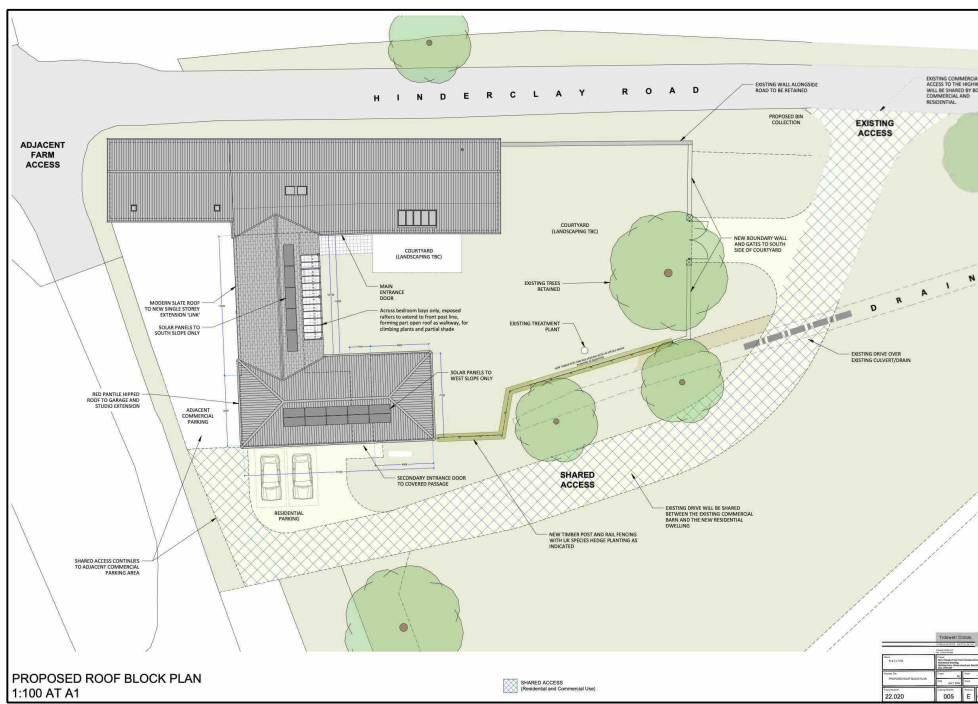 HINDERCLAY ROAD
EXISTING WALL ALONGSIDE
ROAD TO BE RETAINED
EXISTING COMMERCIAL
ACCESS TO THE HIGHW
WILL BE SHARED BY BO
COMMERCIAL AND
RESIDENTIAL.
PROPOSED BIN
COLLECTION
EXISTING
ACCESS
ADJACENT
FARM
ACCESS
COURTYARD
(LANDSCAPING TBC)
COURTYARD
(LANDSCAPING TBC)
NEW BOUNDARY WALL
AND GATES TO SOUTH
SIDE OF COURTYARD
MAIN
ENTRANCE
DOOR
EXISTING TREES
RETAINED
DRAIN
MODERN SLATE ROOF
TO NEW SINGLE STOREY
EXTENSION 'LINK'
SOLAR PANELS TO
SOUTH SLOPE ONLY
Across bedroom bays only, exposed
rafters to extend to front post line,
forming part open roof as walkway, for
climbing plants and partial shade
EXISTING TREATMENT
PLANT
EXISTING DRIVE OVER
EXISTING CULVERT/DRAIN
SOLAR PANELS TO
WEST SLOPE ONLY
RED PANTILE HIPPED
ROOF TO GARAGE AND
STUDIO EXTENSION
ADJACENT
COMMERCIAL
PARKING
SECONDARY ENTRANCE DOOR
TO COVERED PASSAGE
SHARED
ACCESS
RESIDENTIAL
PARKING
EXISTING DRIVE WILL BE SHARED
BETWEEN THE EXISTING COMMERCIAL
BARN AND THE NEW RESIDENTIAL
DWELLING
NEW TIMBER POST AND RAIL FENCING
WITH UK SPECIES HEDGE PLANTING AS
INDICATED
SHARED ACCESS CONTINUES
TO ADJACENT COMMERCIAL
PARKING AREA
PROPOSED ROOF BLOCK PLAN
1:100 AT A1
SHARED ACCESS
(Residential and Commercial Use)
PROPOSED ROOF BLOCK PLAN
22.020
005
E